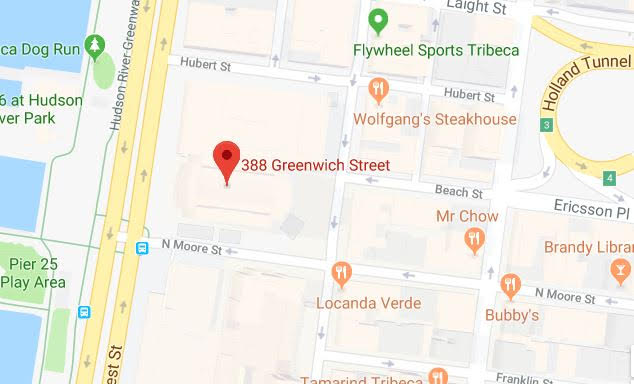 Laight St
Flywheel Sports Tribeca
ca Dog Run
Hubert St
Hudson River Greenway
Holland Tunnel
6 at Hudson
ver Park
Hubert St
Wolfgang's Steakhouse
3
388 Greenwich Street
4
Beach St
Ericsson Pl
Mr Chow
N Moore St
Brandy Librar
Pier 25
Play Area
Locanda Verde
N Moore St
Bubby's
est St
Tamarind Tribeca
Franklin St